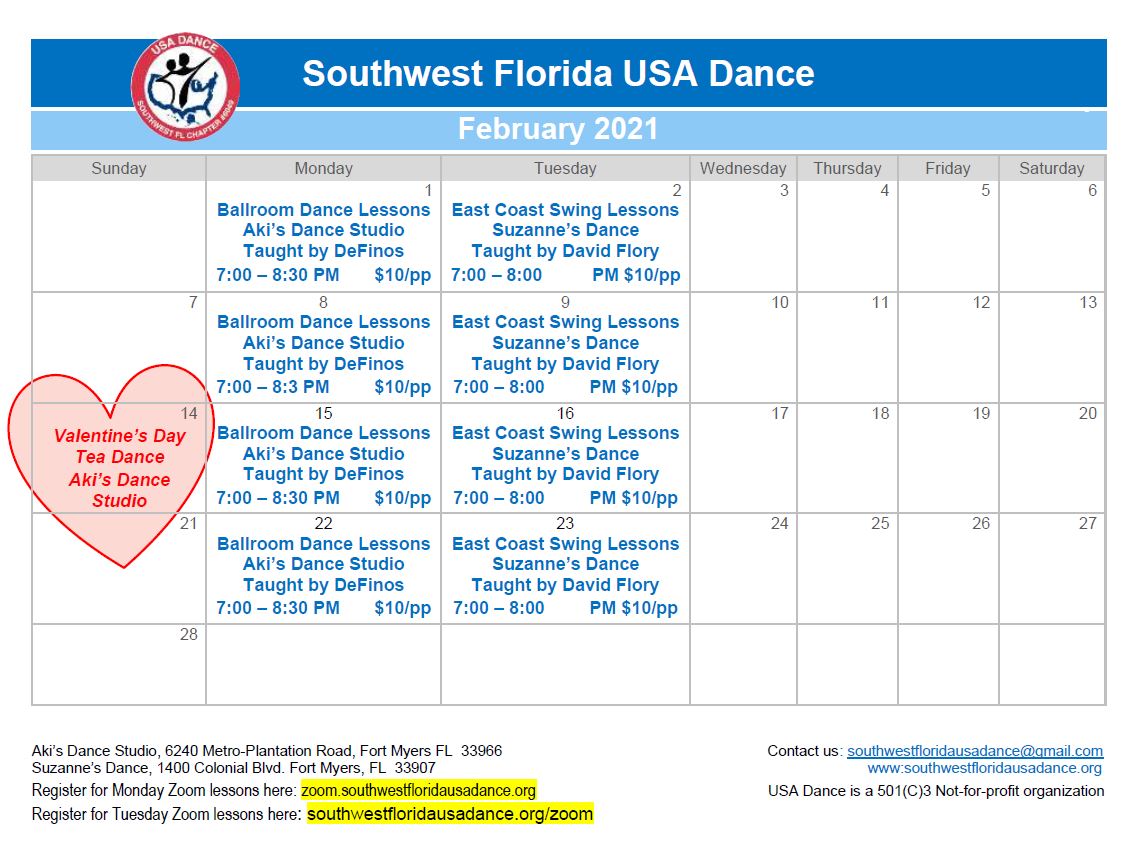 USA DANCE
SOUTHWEST FL CHAPTER #6049
Southwest Florida USA Dance
February 2021
Sunday Monday Tuesday Wednesday Thursday Friday Saturday
1
Ballroom Dance Lessons
Aki's Dance Studio
Taught by DeFinos
7:00 – 8:30 PM $10/pp
2
East Coast Swing Lessons
Suzanne's Dance
Taught by David Flory
7:00 – 8:00 PM $10/pp
3
4
5
6
7
8
Ballroom Dance Lessons
Aki's Dance Studio
Taught by DeFinos
7:00 – 8:3 PM $10/pp
9
East Coast Swing Lessons
Suzanne's Dance
Taught by David Flory
7:00 – 8:00 PM $10/pp
10
11
12
13
14
Valentine's Day
Tea Dance
Aki's Dance
Studio
15
Ballroom Dance Lessons
Aki's Dance Studio
Taught by DeFinos
7:00 – 8:30 PM $10/pp
16
East Coast Swing Lessons
Suzanne's Dance
Taught by David Flory
7:00 – 8:00 PM $10/pp
17
18
19
20
21
22
Ballroom Dance Lessons
Aki's Dance Studio
Taught by DeFinos
7:00 – 8:30 PM $10/pp
23
East Coast Swing Lessons
Suzanne's Dance
Taught by David Flory
7:00 – 8:00 PM $10/pp
24
25
26
27
28
Aki's Dance Studio, 6240 Metro-Plantation Road, Fort Myers FL 33966
Suzanne's Dance, 1400 Colonial Blvd. Fort Myers, FL 33907
Register for Monday Zoom lessons here: zoom.southwestfloridausadance.org
Register for Tuesday Zoom lessons here: southwestfloridausadance.org/zoom
Contact us: southwestfloridausadance@gmail.com
www:southwestfloridausadance.org
USA Dance is a 501(C)3 Not-for-profit organization